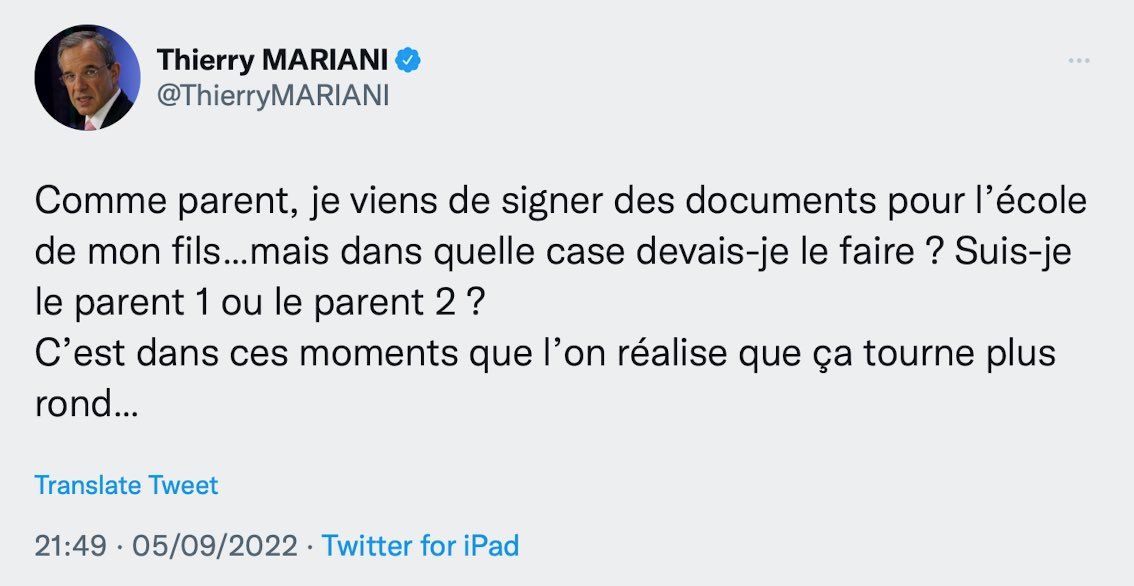 Thierry MARIANI
@ThierryMARIANI
Comme parent, je viens de signer des documents pour l’école
de mon fils...mais dans quelle case devais-je le faire ? Suis-je
le parent 1 ou le parent 2 ?
C’est dans ces moments que l’on réalise que ça tourne plus
rond...
Translate Tweet
21:49 · 05/09/2022 · Twitter for iPad